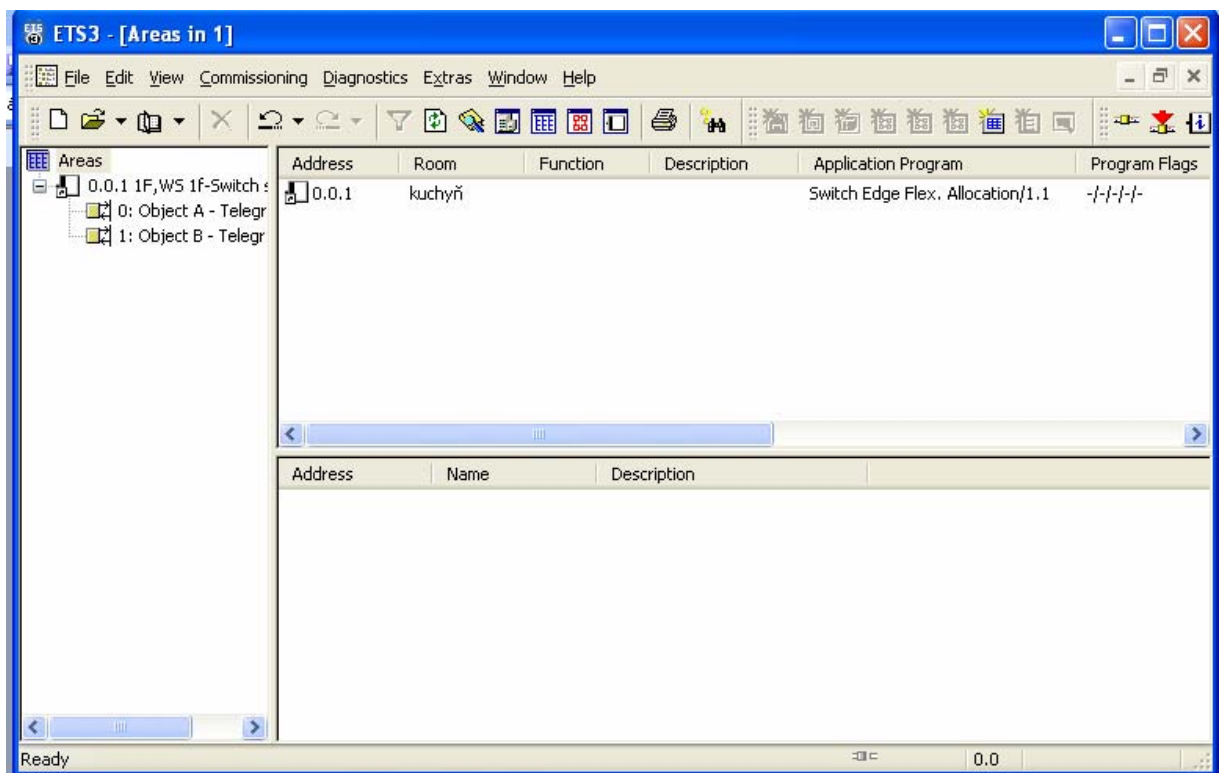 ETS3 - [Areas in 1]
File Edit View Commissioning Diagnostics Extras Window Help
Areas
0.0.1 1F,WS 1f-Switch
0: Object A - Telegr
1: Object B - Telegr
Address Room Function Description Application Program Program Flags
0.0.1 kuchyň Switch Edge Flex. Allocation/1.1 -/-/-/-/-
Address Name Description
Ready 0.0